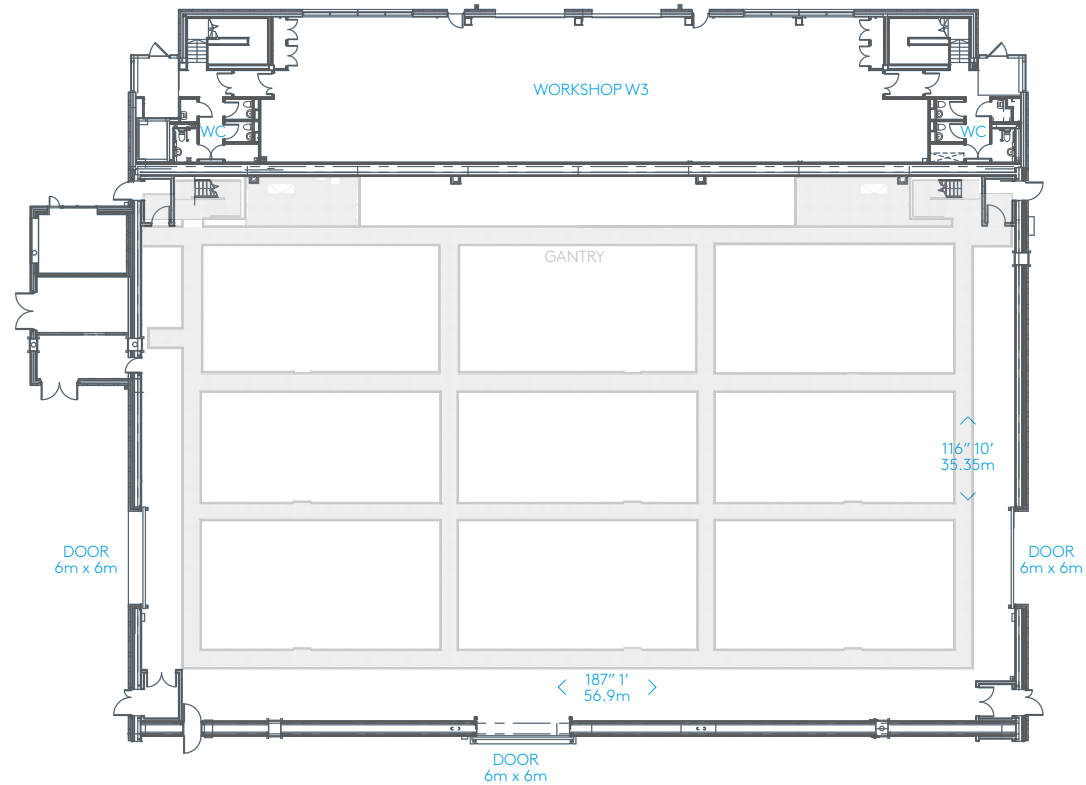 WORKSHOP W3
WC
WC
GANTRY
116” 10’
35.35m
DOOR
6m x 6m
DOOR
6m x 6m
187” 1’
56.9m
DOOR
6m x 6m